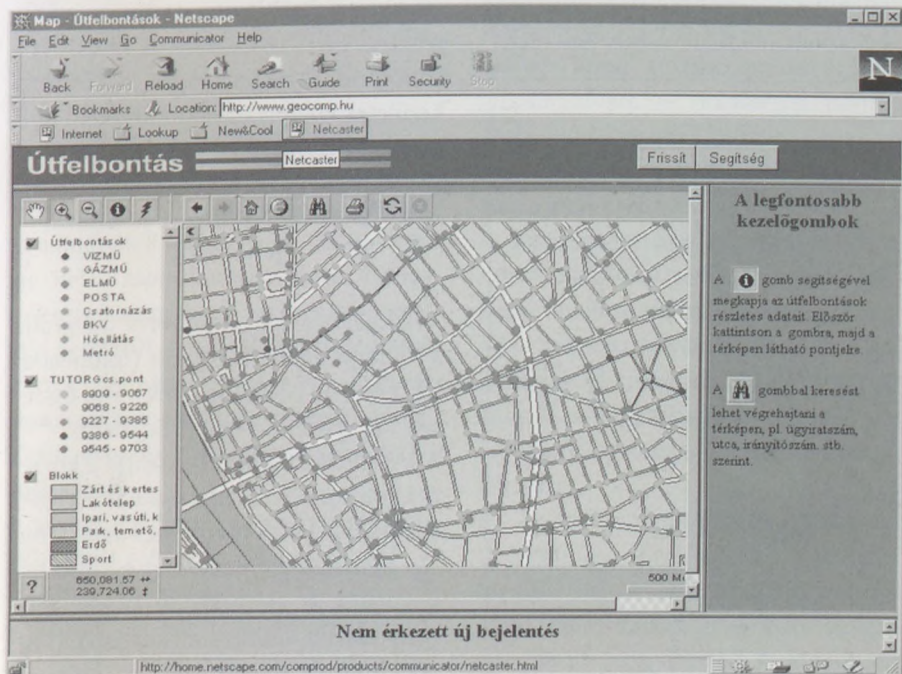 Map - Útfelbontások - Netscape
File Edit View Go Communicator Help
Back Forward Reload Home Search Guide Print Security Stop
N
Bookmarks Location: http://www.geocomp.hu
Internet Lookup New&Cool Netcaster
Útfelbontás Netcaster Frissít Segítség
Útfelbontások
VIZMŰ
GÁZMŰ
ELMŰ
POSTA
Csatornázás
BKV
Hőellátás
Metró
TUTOR@cs.pont
8909 - 9067
9068 - 9226
9227 - 9385
9386 - 9544
9545 - 9703
Blokk
Zárt és kertes
Lakótelep
Ipari, vasúti, k
Park, temető,
Erdő
Sport
?
650,081.57
239,724.06
500 M
A legfontosabb
kezelőgombok
A gomb segítségével
megkapja az útfelbontások
részletes adatait. Először
kattintson a gombra, majd a
térképen látható pontjelre.
A gombbal keresést
lehet végrehajtani a
térképen, pl. ügyiratszám,
utca, irányítószám. stb.
szerint.
Nem érkezett új bejelentés
http://home.netscape.com/comprod/products/communicator/netcaster.html